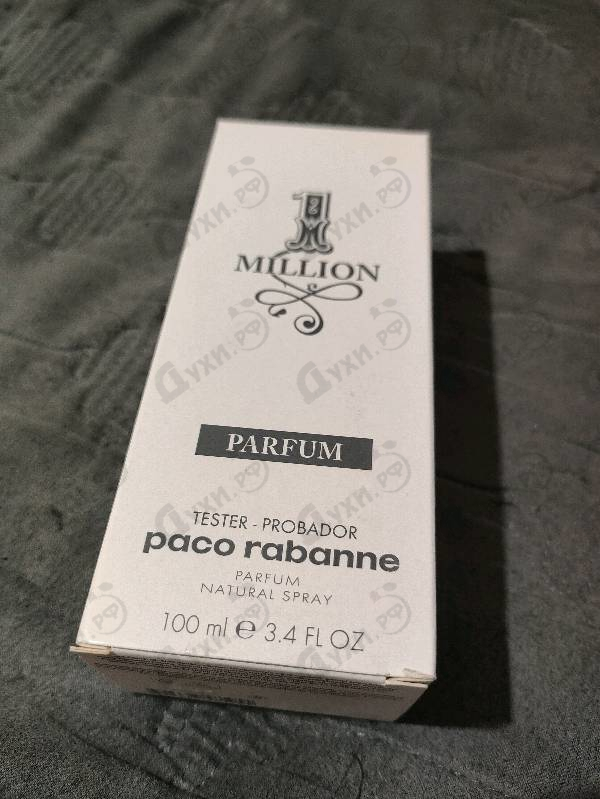 1
MILLION
PARFUM
TESTER - PROBADOR
paco rabanne
PARFUM
NATURAL SPRAY
100 ml ℮ 3.4 FL OZ
Духи.рф